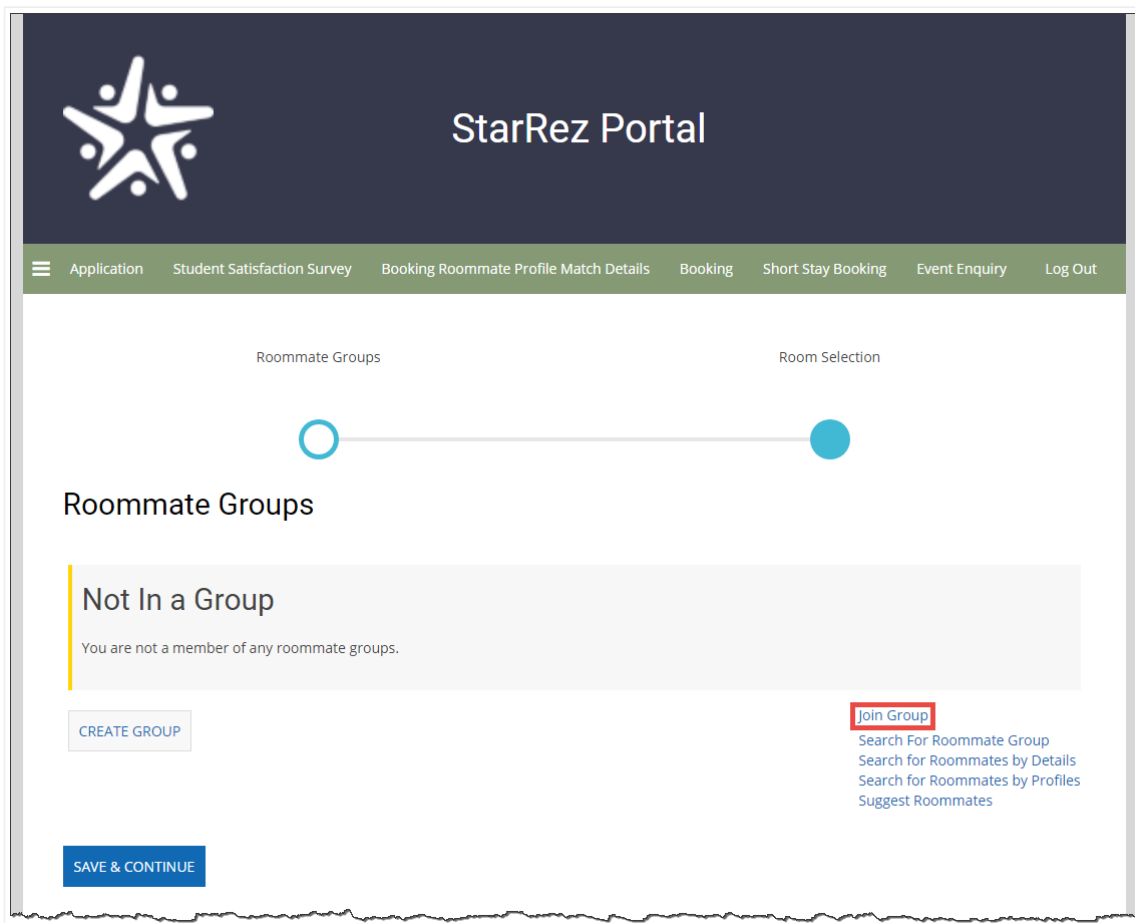 StarRez Portal
Application Student Satisfaction Survey Booking Roommate Profile Match Details Booking Short Stay Booking Event Enquiry Log Out
Roommate Groups Room Selection
Roommate Groups
Not In a Group
You are not a member of any roommate groups.
CREATE GROUP
Join Group
Search For Roommate Group
Search for Roommates by Details
Search for Roommates by Profiles
Suggest Roommates
SAVE & CONTINUE